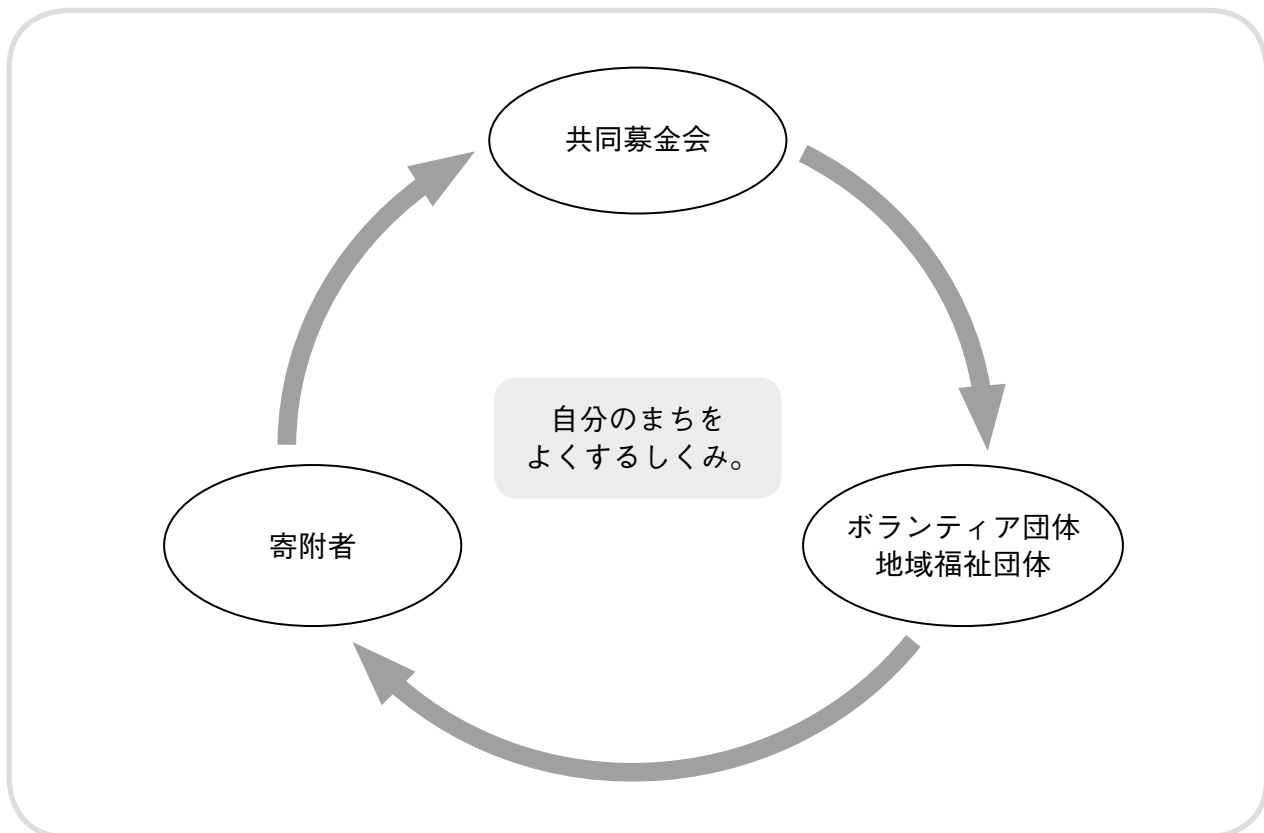 共同募金会
自分のまちを
よくするしくみ。
寄附者
ボランティア団体
地域福祉団体